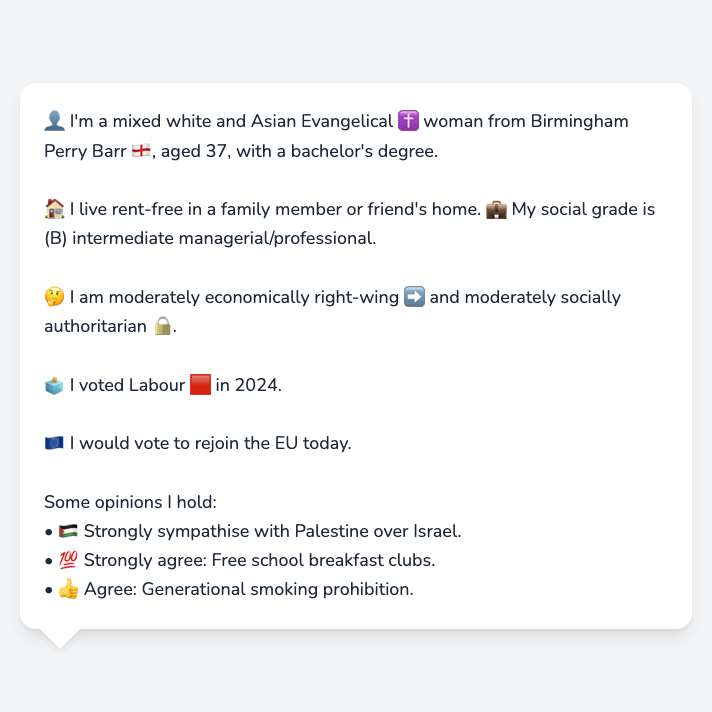 👤 I'm a mixed white and Asian Evangelical ✝️ woman from Birmingham
Perry Barr 🏴󠁧󠁢󠁥󠁮󠁧󠁿, aged 37, with a bachelor's degree.
🏠 I live rent-free in a family member or friend's home. 💼 My social grade is
(B) intermediate managerial/professional.
🤔 I am moderately economically right-wing ➡️ and moderately socially
authoritarian 🔒.
🗳️ I voted Labour 🟥 in 2024.
🇪🇺 I would vote to rejoin the EU today.
Some opinions I hold:
• 🇵🇸 Strongly sympathise with Palestine over Israel.
• 💯 Strongly agree: Free school breakfast clubs.
• 👍 Agree: Generational smoking prohibition.